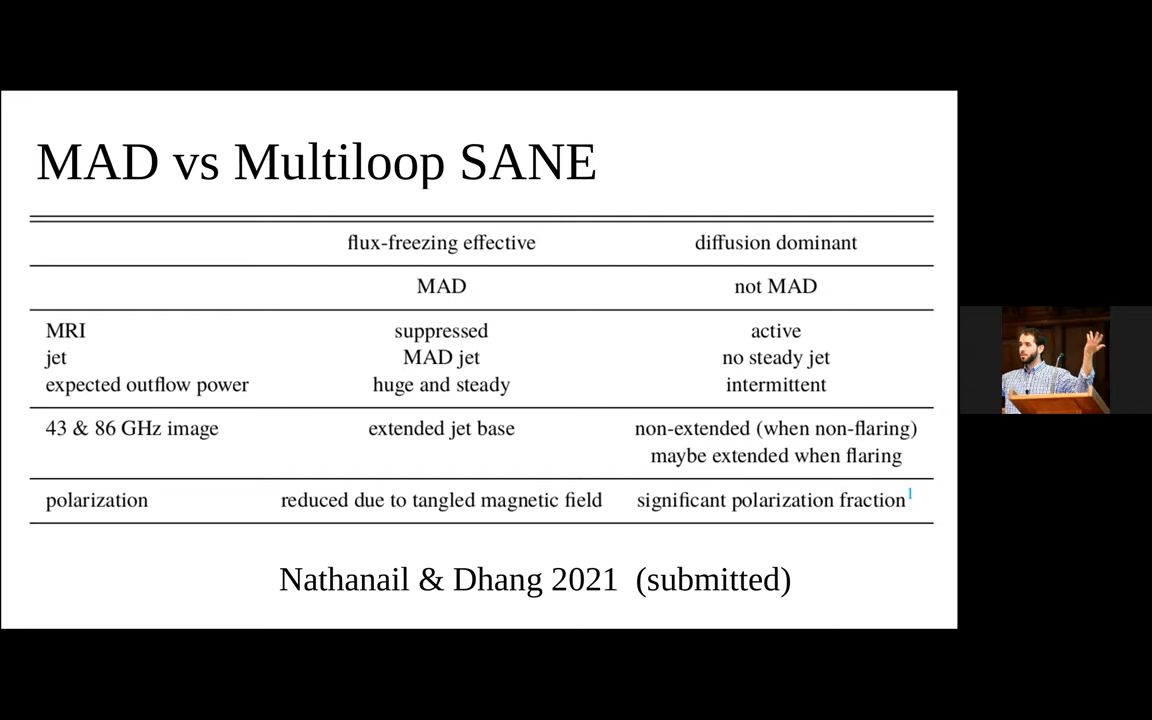 MAD vs Multiloop SANE
flux-freezing effective diffusion dominant
MAD not MAD
MRI suppressed active
jet MAD jet no steady jet
expected outflow power huge and steady intermittent
43 & 86 GHz image extended jet base non-extended (when non-flaring)
maybe extended when flaring
polarization reduced due to tangled magnetic field significant polarization fraction1
Nathanail & Dhang 2021 (submitted)